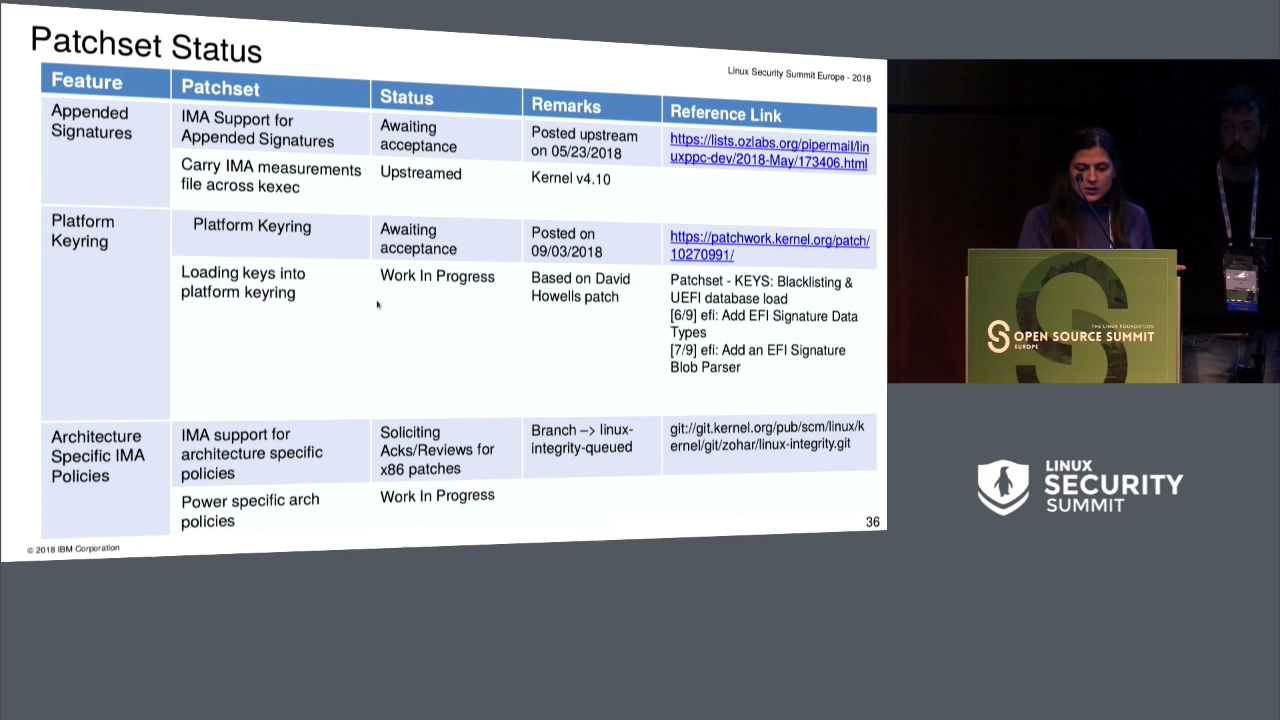 Patchset Status
Linux Security Summit Europe - 2018
Feature
Patchset
Status
Remarks
Reference Link
Appended
Signatures
IMA Support for
Appended Signatures
Awaiting
acceptance
Posted upstream
on 05/23/2018
https://lists.ozlabs.org/pipermail/lin
uxppc-dev/2018-May/173406.html
Carry IMA measurements
file across kexec
Upstreamed
Kernel v4.10
Platform
Keyring
Platform Keyring
Awaiting
acceptance
Posted on
09/03/2018
https://patchwork.kernel.org/patch/
10270991/
Loading keys into
platform keyring
Work In Progress
Based on David
Howells patch
Patchset - KEYS: Blacklisting &
UEFI database load
[6/9] efi: Add EFI Signature Data
Types
[7/9] efi: Add an EFI Signature
Blob Parser
Architecture
Specific IMA
Policies
IMA support for
architecture specific
policies
Soliciting
Acks/Reviews for
x86 patches
Branch –> linux-
integrity-queued
git://git.kernel.org/pub/scm/linux/k
ernel/git/zohar/linux-integrity.git
Power specific arch
policies
Work In Progress
36
© 2018 IBM Corporation
THE LINUX FOUNDATION
OPEN SOURCE SUMMIT
EUROPE
LINUX
SECURITY
SUMMIT